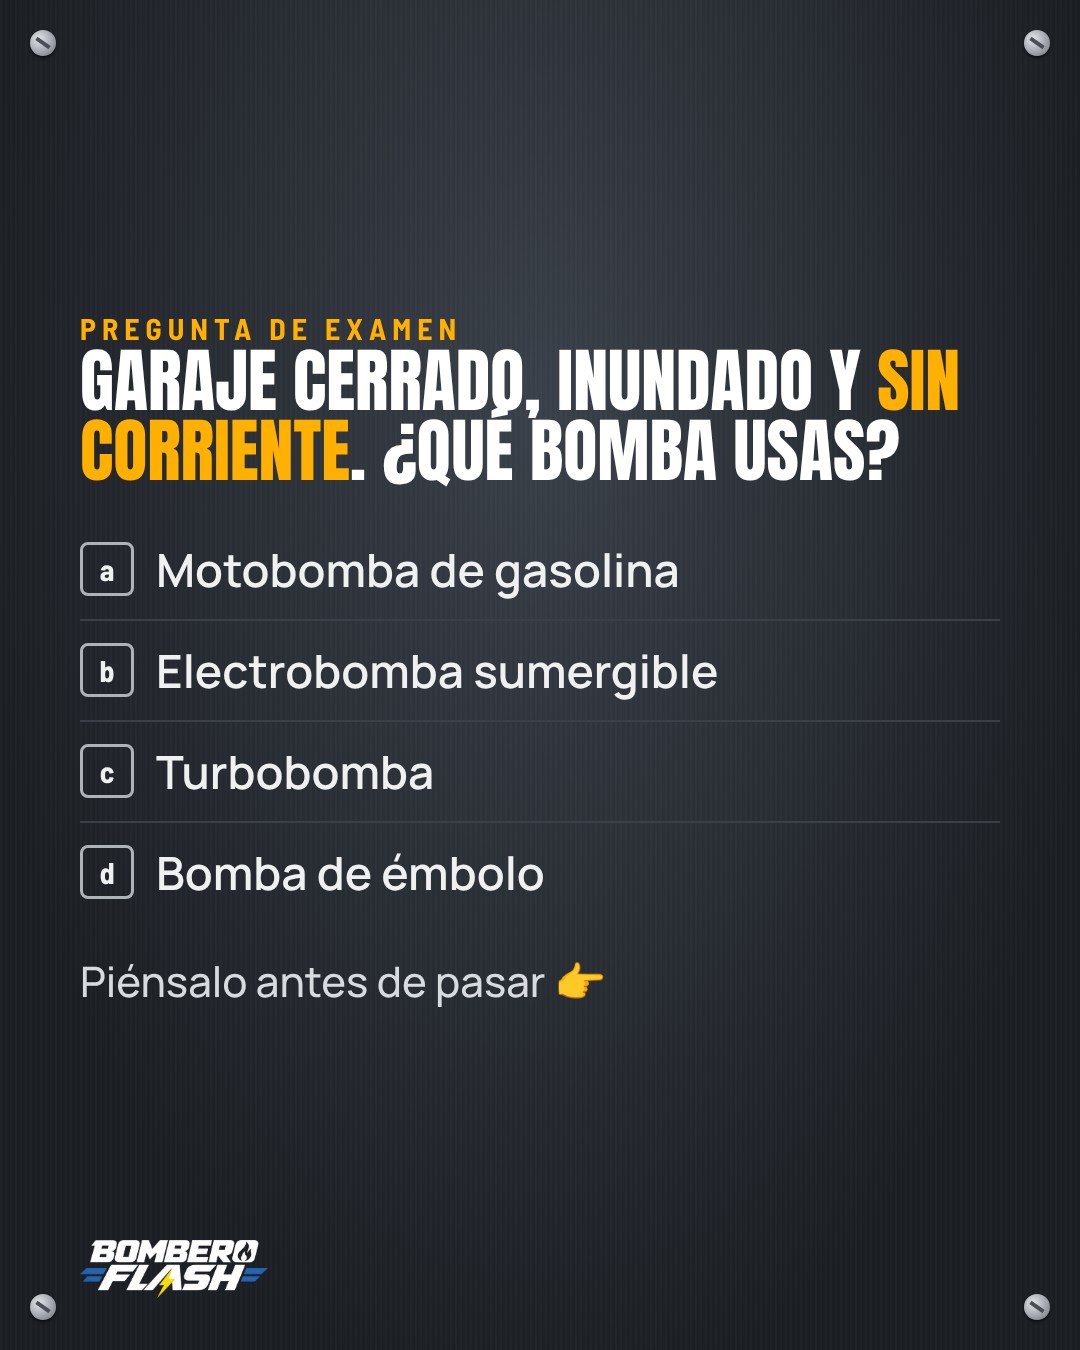 PREGUNTA DE EXAMEN
GARAJE CERRADO, INUNDADO Y SIN
CORRIENTE. ¿QUÉ BOMBA USAS?
a Motobomba de gasolina
b Electrobomba sumergible
c Turbobomba
d Bomba de émbolo
Piénsalo antes de pasar 👉
BOMBERO
FLASH